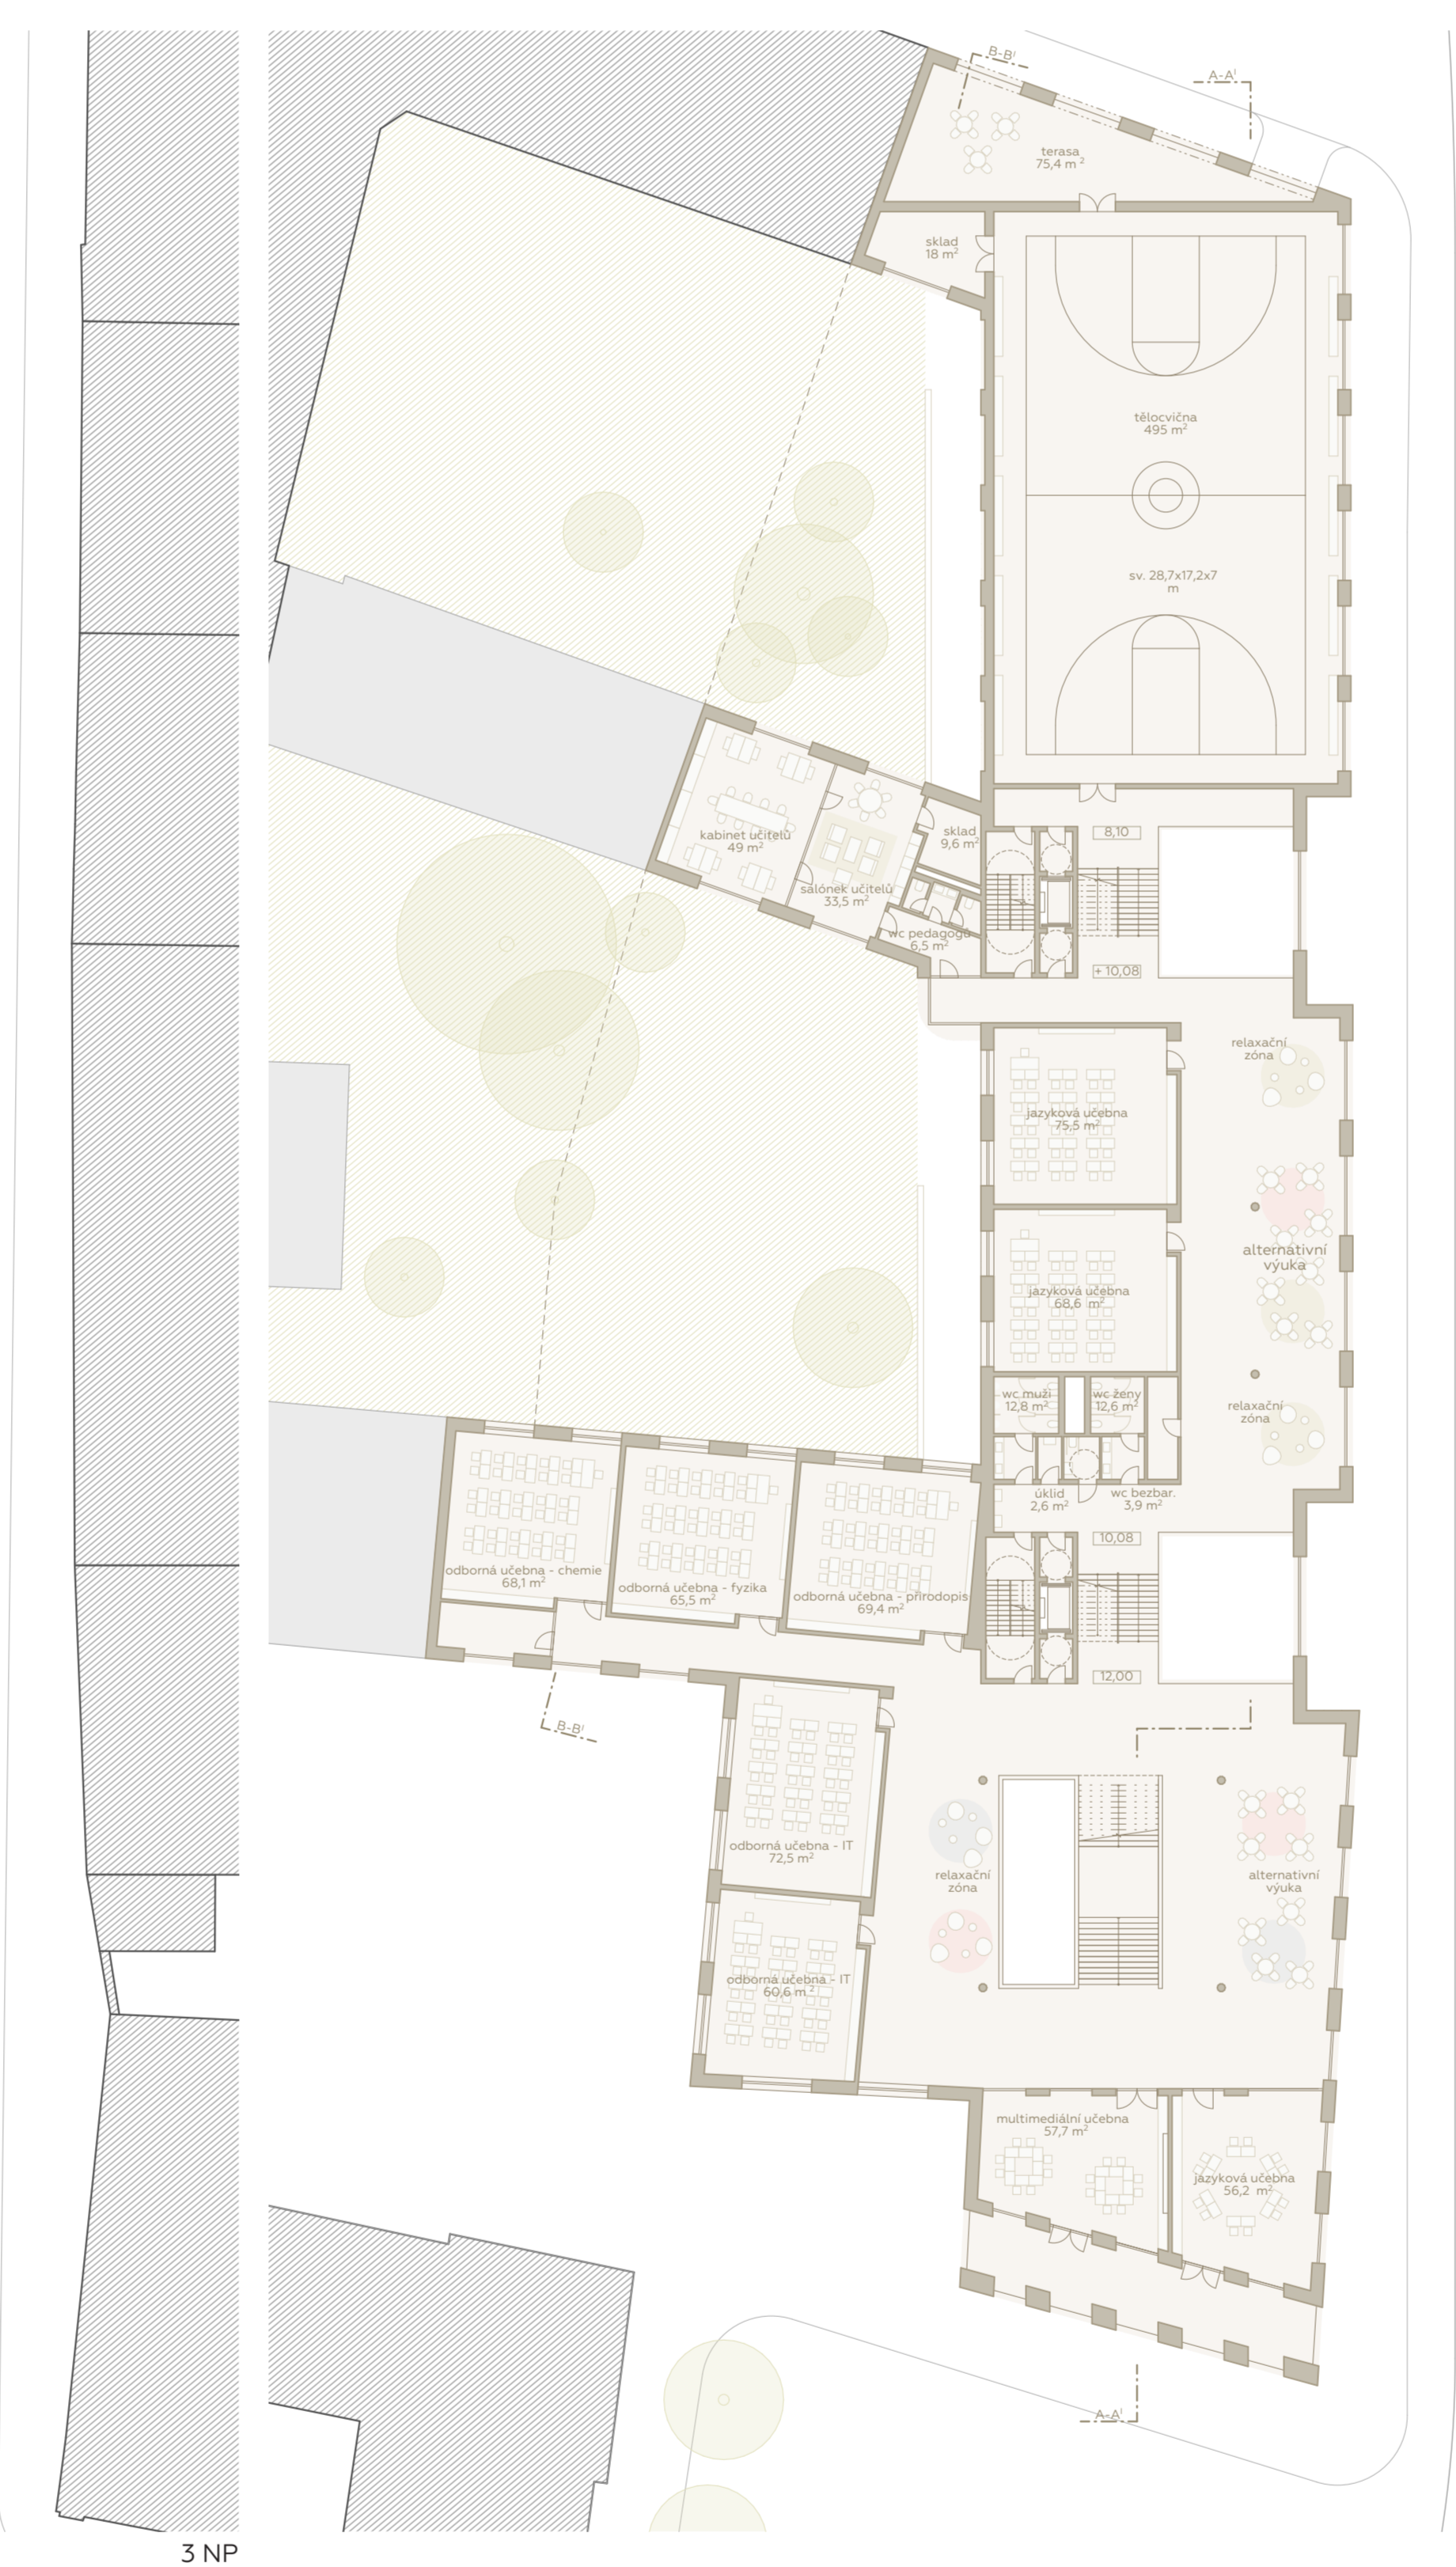 B-B'
A-A'
terasa
75,4 m²
sklad
18 m²
tělocvična
495 m²
sv. 28,7x17,2x7
m
kabinet učitelů
49 m²
salónek učitelů
33,5 m²
sklad
9,6 m²
wc pedagogů
6,5 m²
8,10
+ 10,08
relaxační
zóna
jazyková učebna
75,5 m²
alternativní
výuka
jazyková učebna
68,6 m²
wc muži
12,8 m²
wc ženy
12,6 m²
relaxační
zóna
úklid
2,6 m²
wc bezbar.
3,9 m²
10,08
odborná učebna - chemie
68,1 m²
odborná učebna - fyzika
65,5 m²
odborná učebna - přírodopis
69,4 m²
12,00
B-B'
odborná učebna - IT
72,5 m²
relaxační
zóna
alternativní
výuka
odborná učebna - IT
60,6 m²
multimediální učebna
57,7 m²
jazyková učebna
56,2 m²
A-A'
3 NP